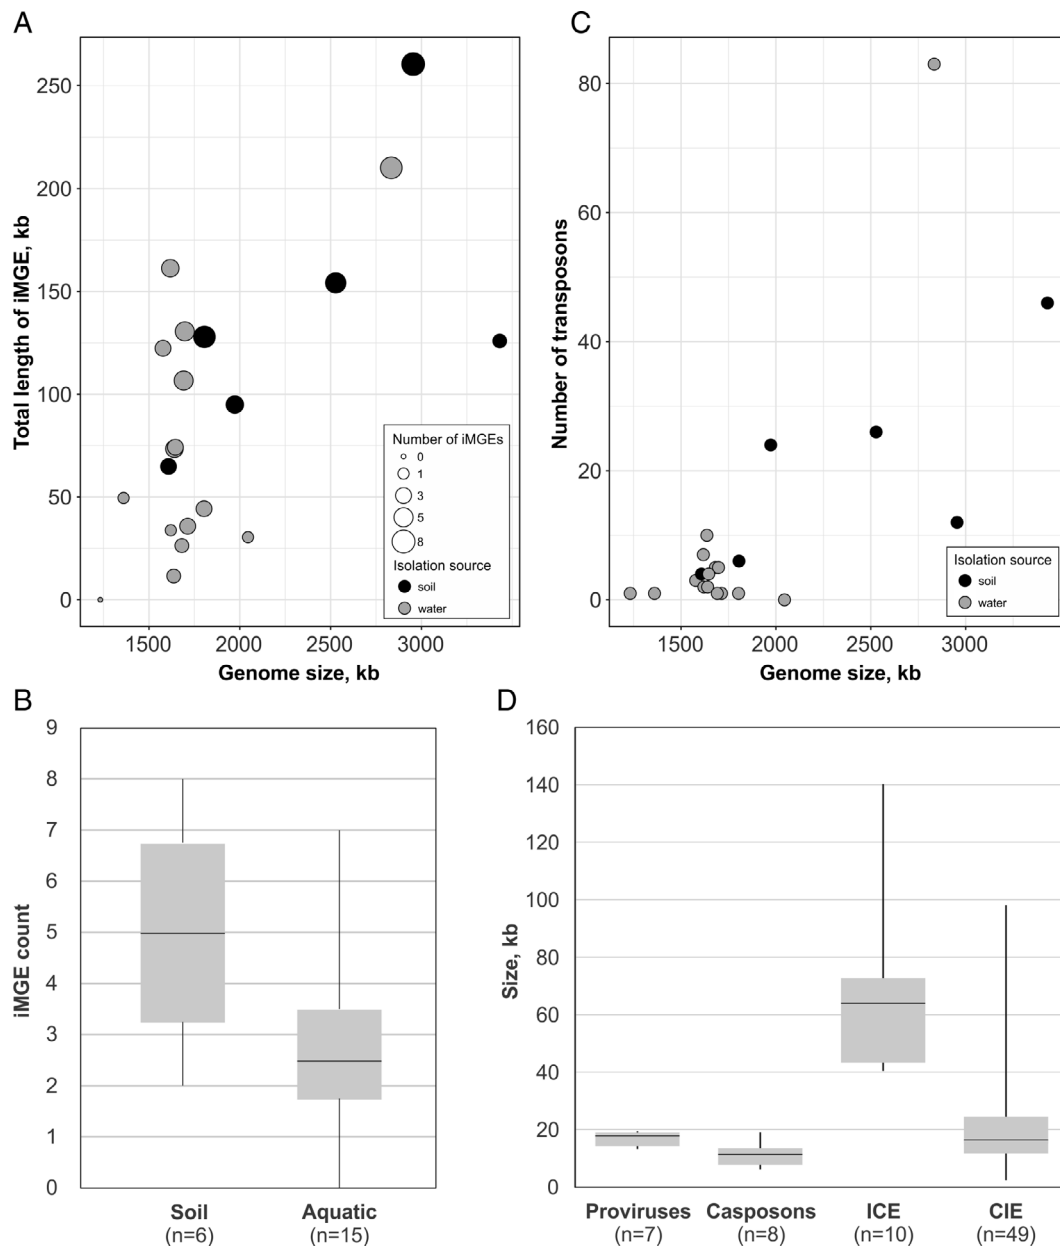 A
Total length of iMGE, kb
250
200
150
100
50
0
1500 2000 2500 3000
Genome size, kb
Number of iMGEs
0
1
3
5
8
Isolation source
soil
water
C
Number of transposons
80
60
40
20
0
1500 2000 2500 3000
Genome size, kb
Isolation source
soil
water
B
iMGE count
9
8
7
6
5
4
3
2
1
0
Soil Aquatic
(n=6) (n=15)
D
Size, kb
160
140
120
100
80
60
40
20
0
Proviruses Casposons ICE CIE
(n=7) (n=8) (n=10) (n=49)